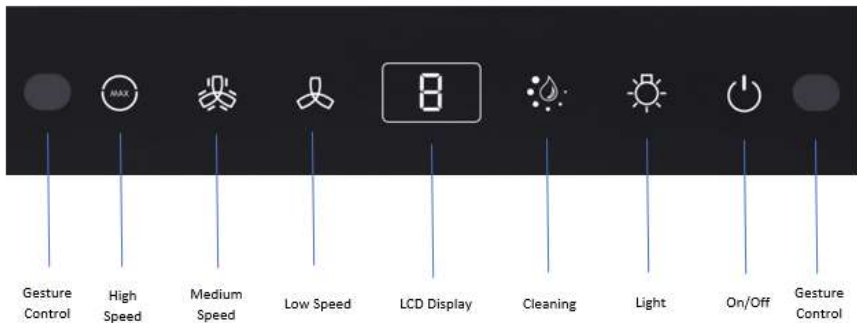 MAX
8
Gesture
Control
High
Speed
Medium
Speed
Low Speed
LCD Display
Cleaning
Light
On/Off
Gesture
Control